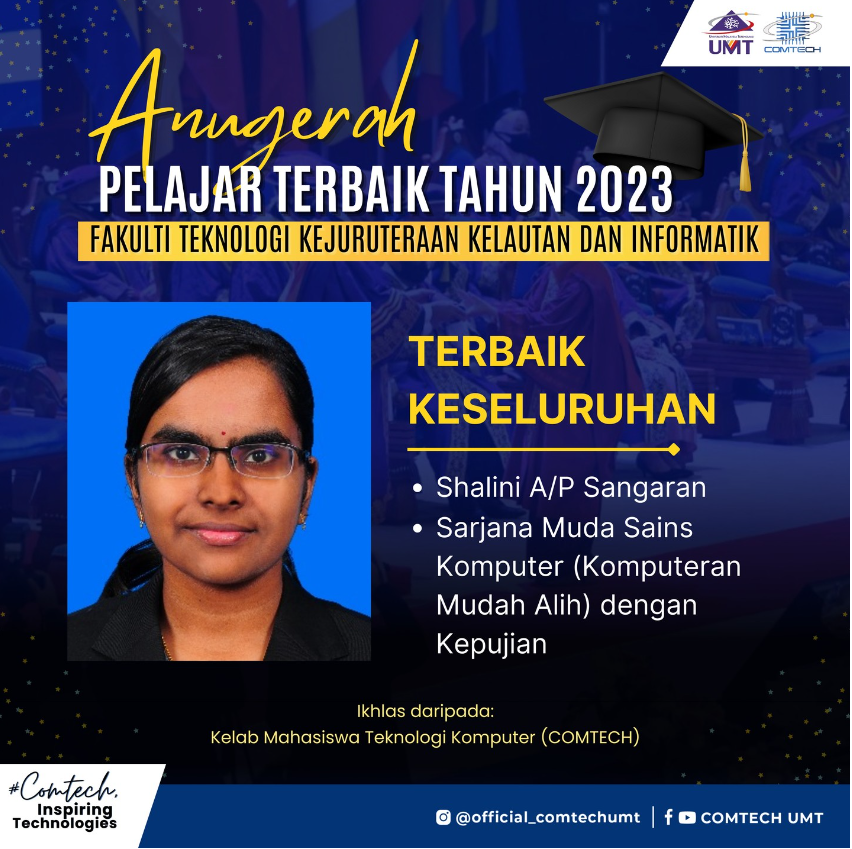 UMT
COMTECH
Anugerah
PELAJAR TERBAIK TAHUN 2023
FAKULTI TEKNOLOGI KEJURUTERAAN KELAUTAN DAN INFORMATIK
TERBAIK
KESELURUHAN
• Shalini A/P Sangaran
• Sarjana Muda Sains
Komputer (Komputeran
Mudah Alih) dengan
Kepujian
Ikhlas daripada:
Kelab Mahasiswa Teknologi Komputer (COMTECH)
#Comtech,
Inspiring
Technologies
@official_comtechumt | COMTECH UMT